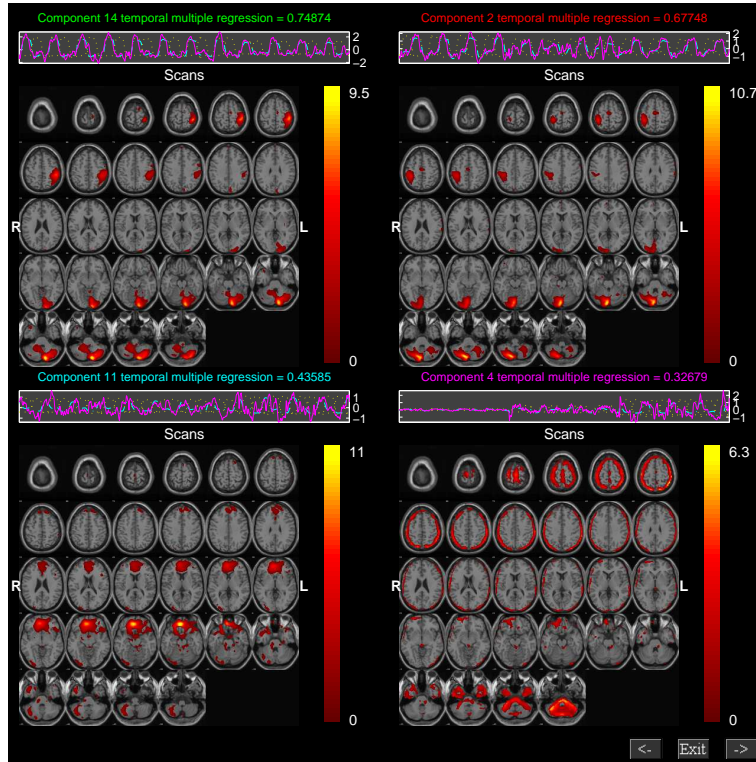 Component 14 temporal multiple regression = 0.74874
Component 2 temporal multiple regression = 0.67748
2
0
−2
2
1
0
−1
Scans
Scans
9.5
10.7
R
L
0
0
Component 11 temporal multiple regression = 0.43585
Component 4 temporal multiple regression = 0.32679
1
0
−1
2
1
0
−1
Scans
Scans
11
6.3
R
L
R
L
0
0
<-
Exit
->